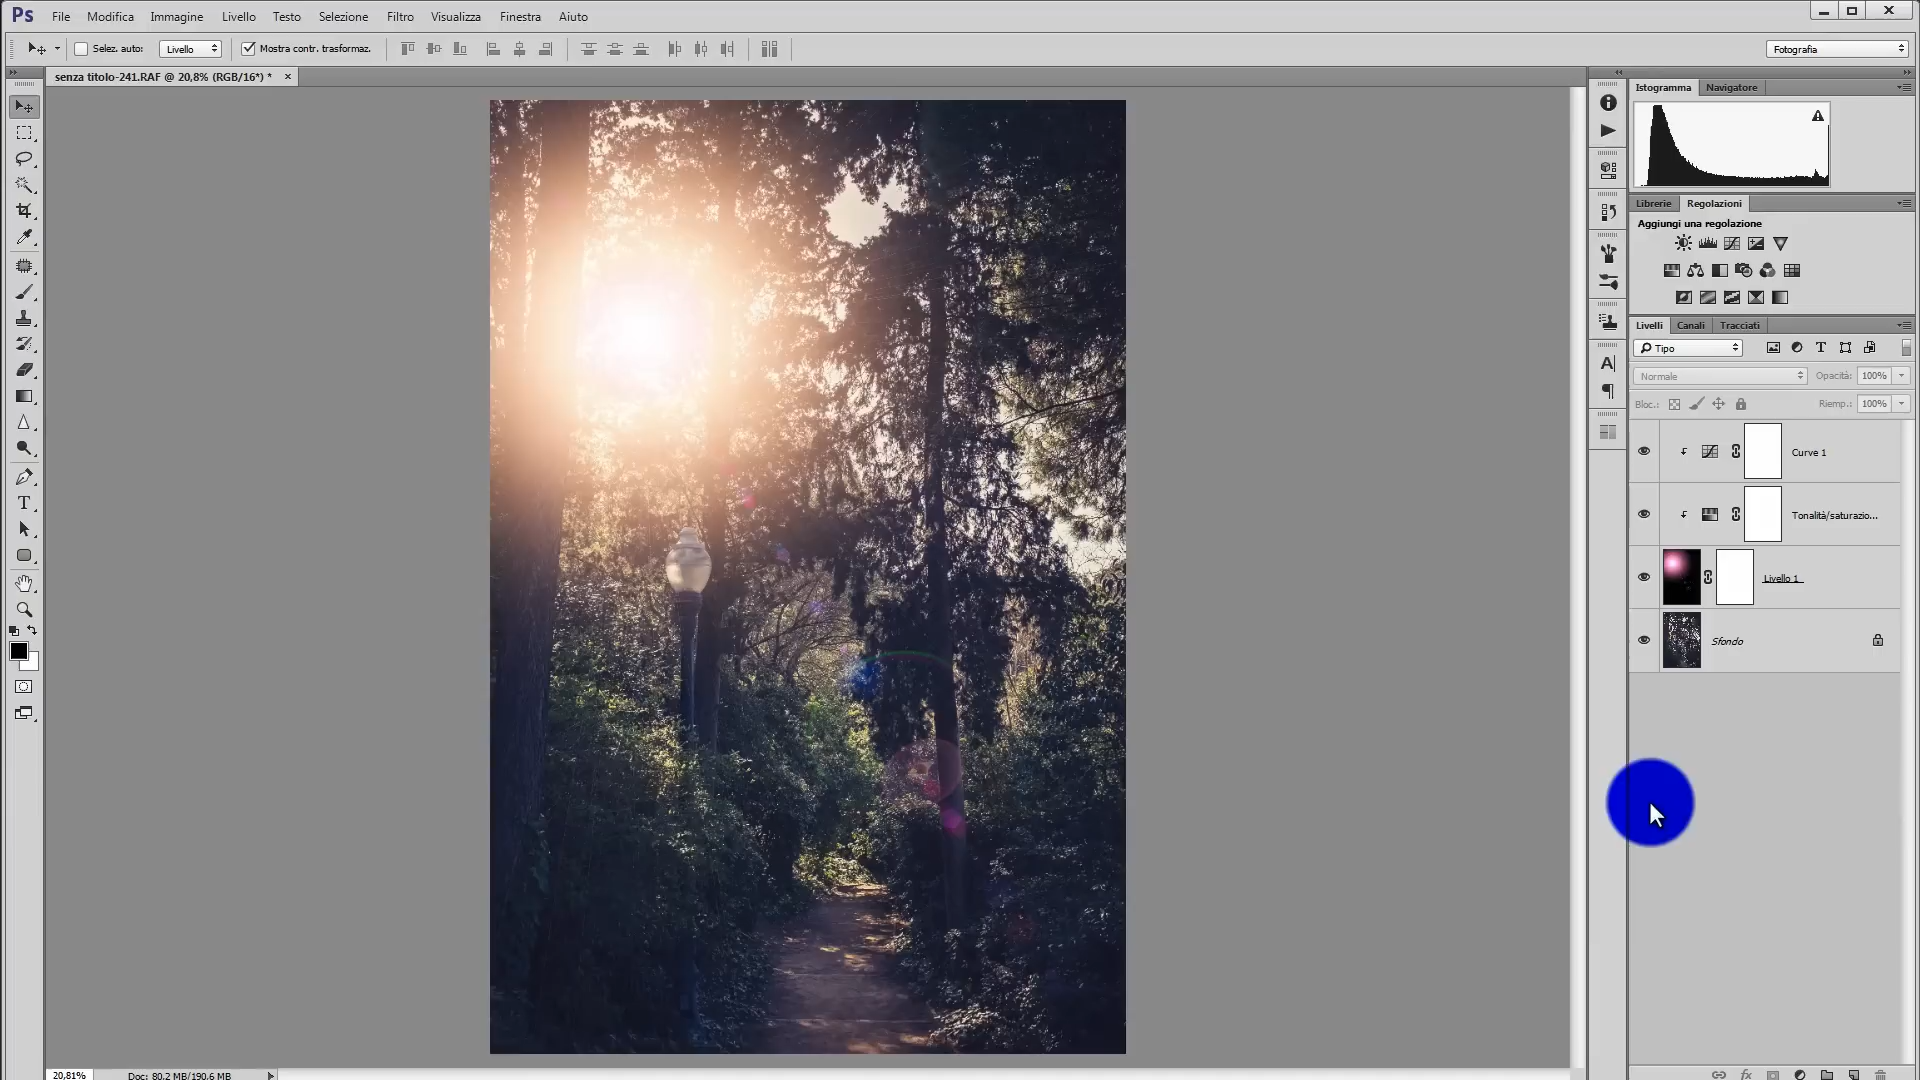 Ps File Modifica Immagine Livello Testo Selezione Filtro Visualizza Finestra Aiuto
Selez. auto: Livello Mostra contr. trasformaz. Fotografia
senza titolo-241.RAF @ 20,8% (RGB/16*) * ×
Istogramma Navigatore
Librerie Regolazioni
Aggiungi una regolazione
Livelli Canali Tracciati
Tipo
Normale Opacità: 100%
Bloc.: Riemp.: 100%
Curve 1
Tonalità/saturazio...
Livello 1
Sfondo
20,81% Doc: 80,2 MB/190,6 MB